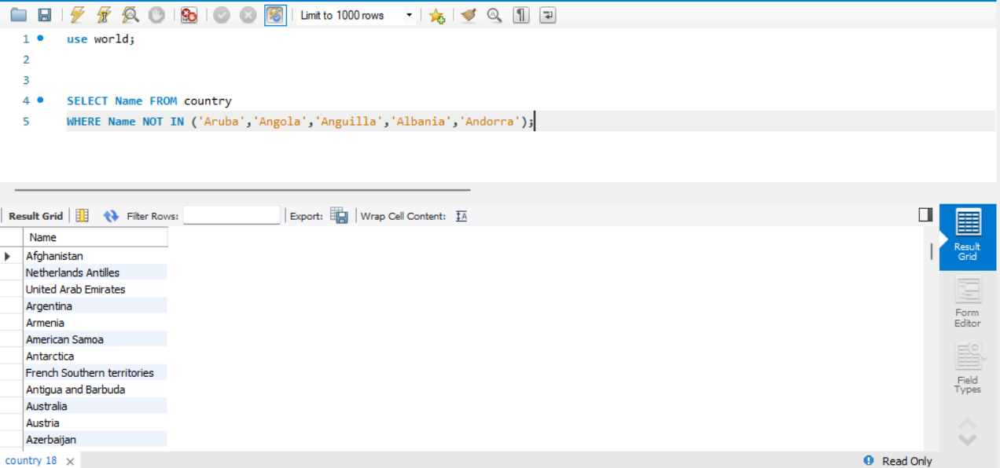 Limit to 1000 rows
1 use world;
2
3
4 SELECT Name FROM country
5 WHERE Name NOT IN ('Aruba','Angola','Anguilla','Albania','Andorra');
Result Grid Filter Rows: Export: Wrap Cell Content: IA
Name
Afghanistan
Netherlands Antilles
United Arab Emirates
Argentina
Armenia
American Samoa
Antarctica
French Southern territories
Antigua and Barbuda
Australia
Austria
Azerbaijan
Result
Grid
Form
Editor
Field
Types
country 18 ×
Read Only